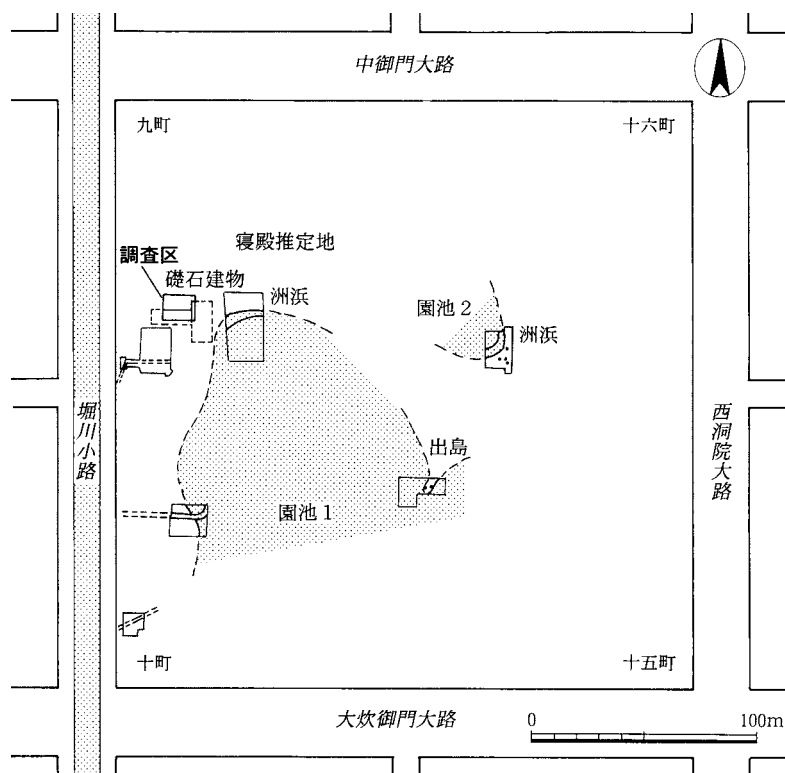 中御門大路
九町
十六町
寝殿推定地
調査区
礎石建物
洲浜
園池2
洲浜
堀川小路
西洞院大路
出島
園池1
十町
十五町
大炊御門大路
0
100m